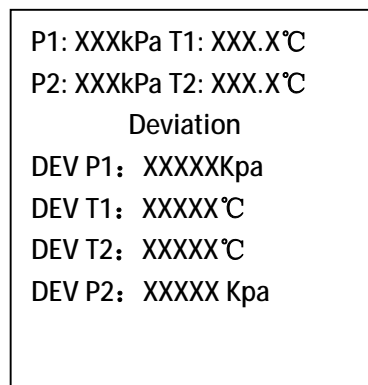 P1: XXXkPa T1: XXX.X℃
P2: XXXkPa T2: XXX.X℃
Deviation
DEV P1：XXXXXKpa
DEV T1：XXXXX℃
DEV T2：XXXXX℃
DEV P2：XXXXX Kpa